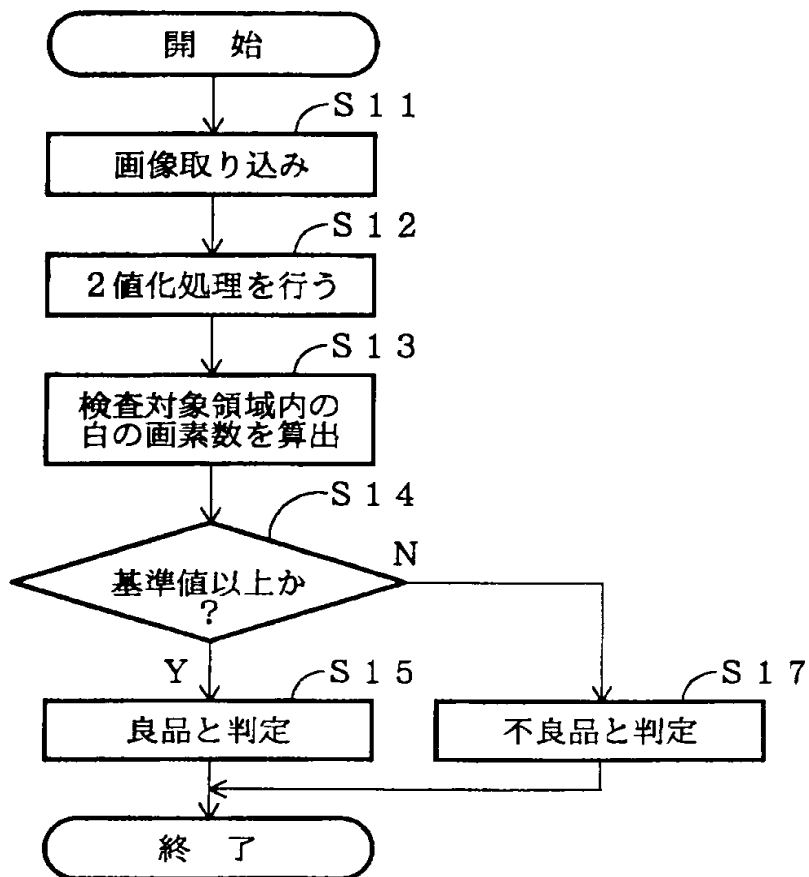 開 始
S11
画像取り込み
S12
2値化処理を行う
S13
検査対象領域内の
白の画素数を算出
S14
基準値以上か
?
N
Y
S15
良品と判定
S17
不良品と判定
終 了